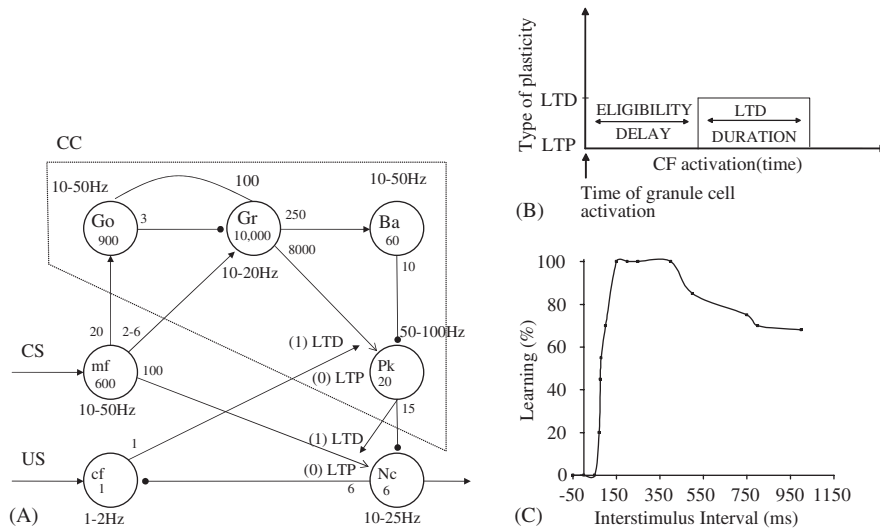 CC
10-50Hz
100
10-50Hz
Go
900
3
Gr
10,000
250
Ba
60
8000
10
10-20Hz
20
2-6
50-100Hz
(1) LTD
CS
mf
600
100
(0) LTP
Pk
20
10-50Hz
15
1
(1) LTD
US
(0) LTP
cf
1
6
Nc
6
1-2Hz
10-25Hz
(A)
Type of plasticity
LTD
LTP
ELIGIBILITY
DELAY
LTD
DURATION
CF activation(time)
Time of granule cell
activation
(B)
Learning (%)
100
80
60
40
20
0
-50 50 150 350 450 550 750 950 1150
Interstimulus Interval (ms)
(C)